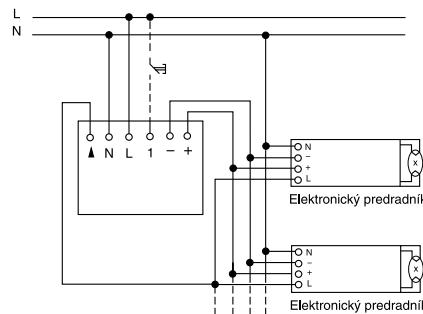 L
N
N L 1 − +
N
−
+
L
x
Elektronický predradník
N
−
+
L
x
Elektronický predradník